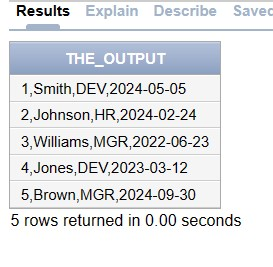 Results Explain Describe Saved
THE_OUTPUT
1,Smith,DEV,2024-05-05
2,Johnson,HR,2024-02-24
3,Williams,MGR,2022-06-23
4,Jones,DEV,2023-03-12
5,Brown,MGR,2024-09-30
5 rows returned in 0.00 seconds